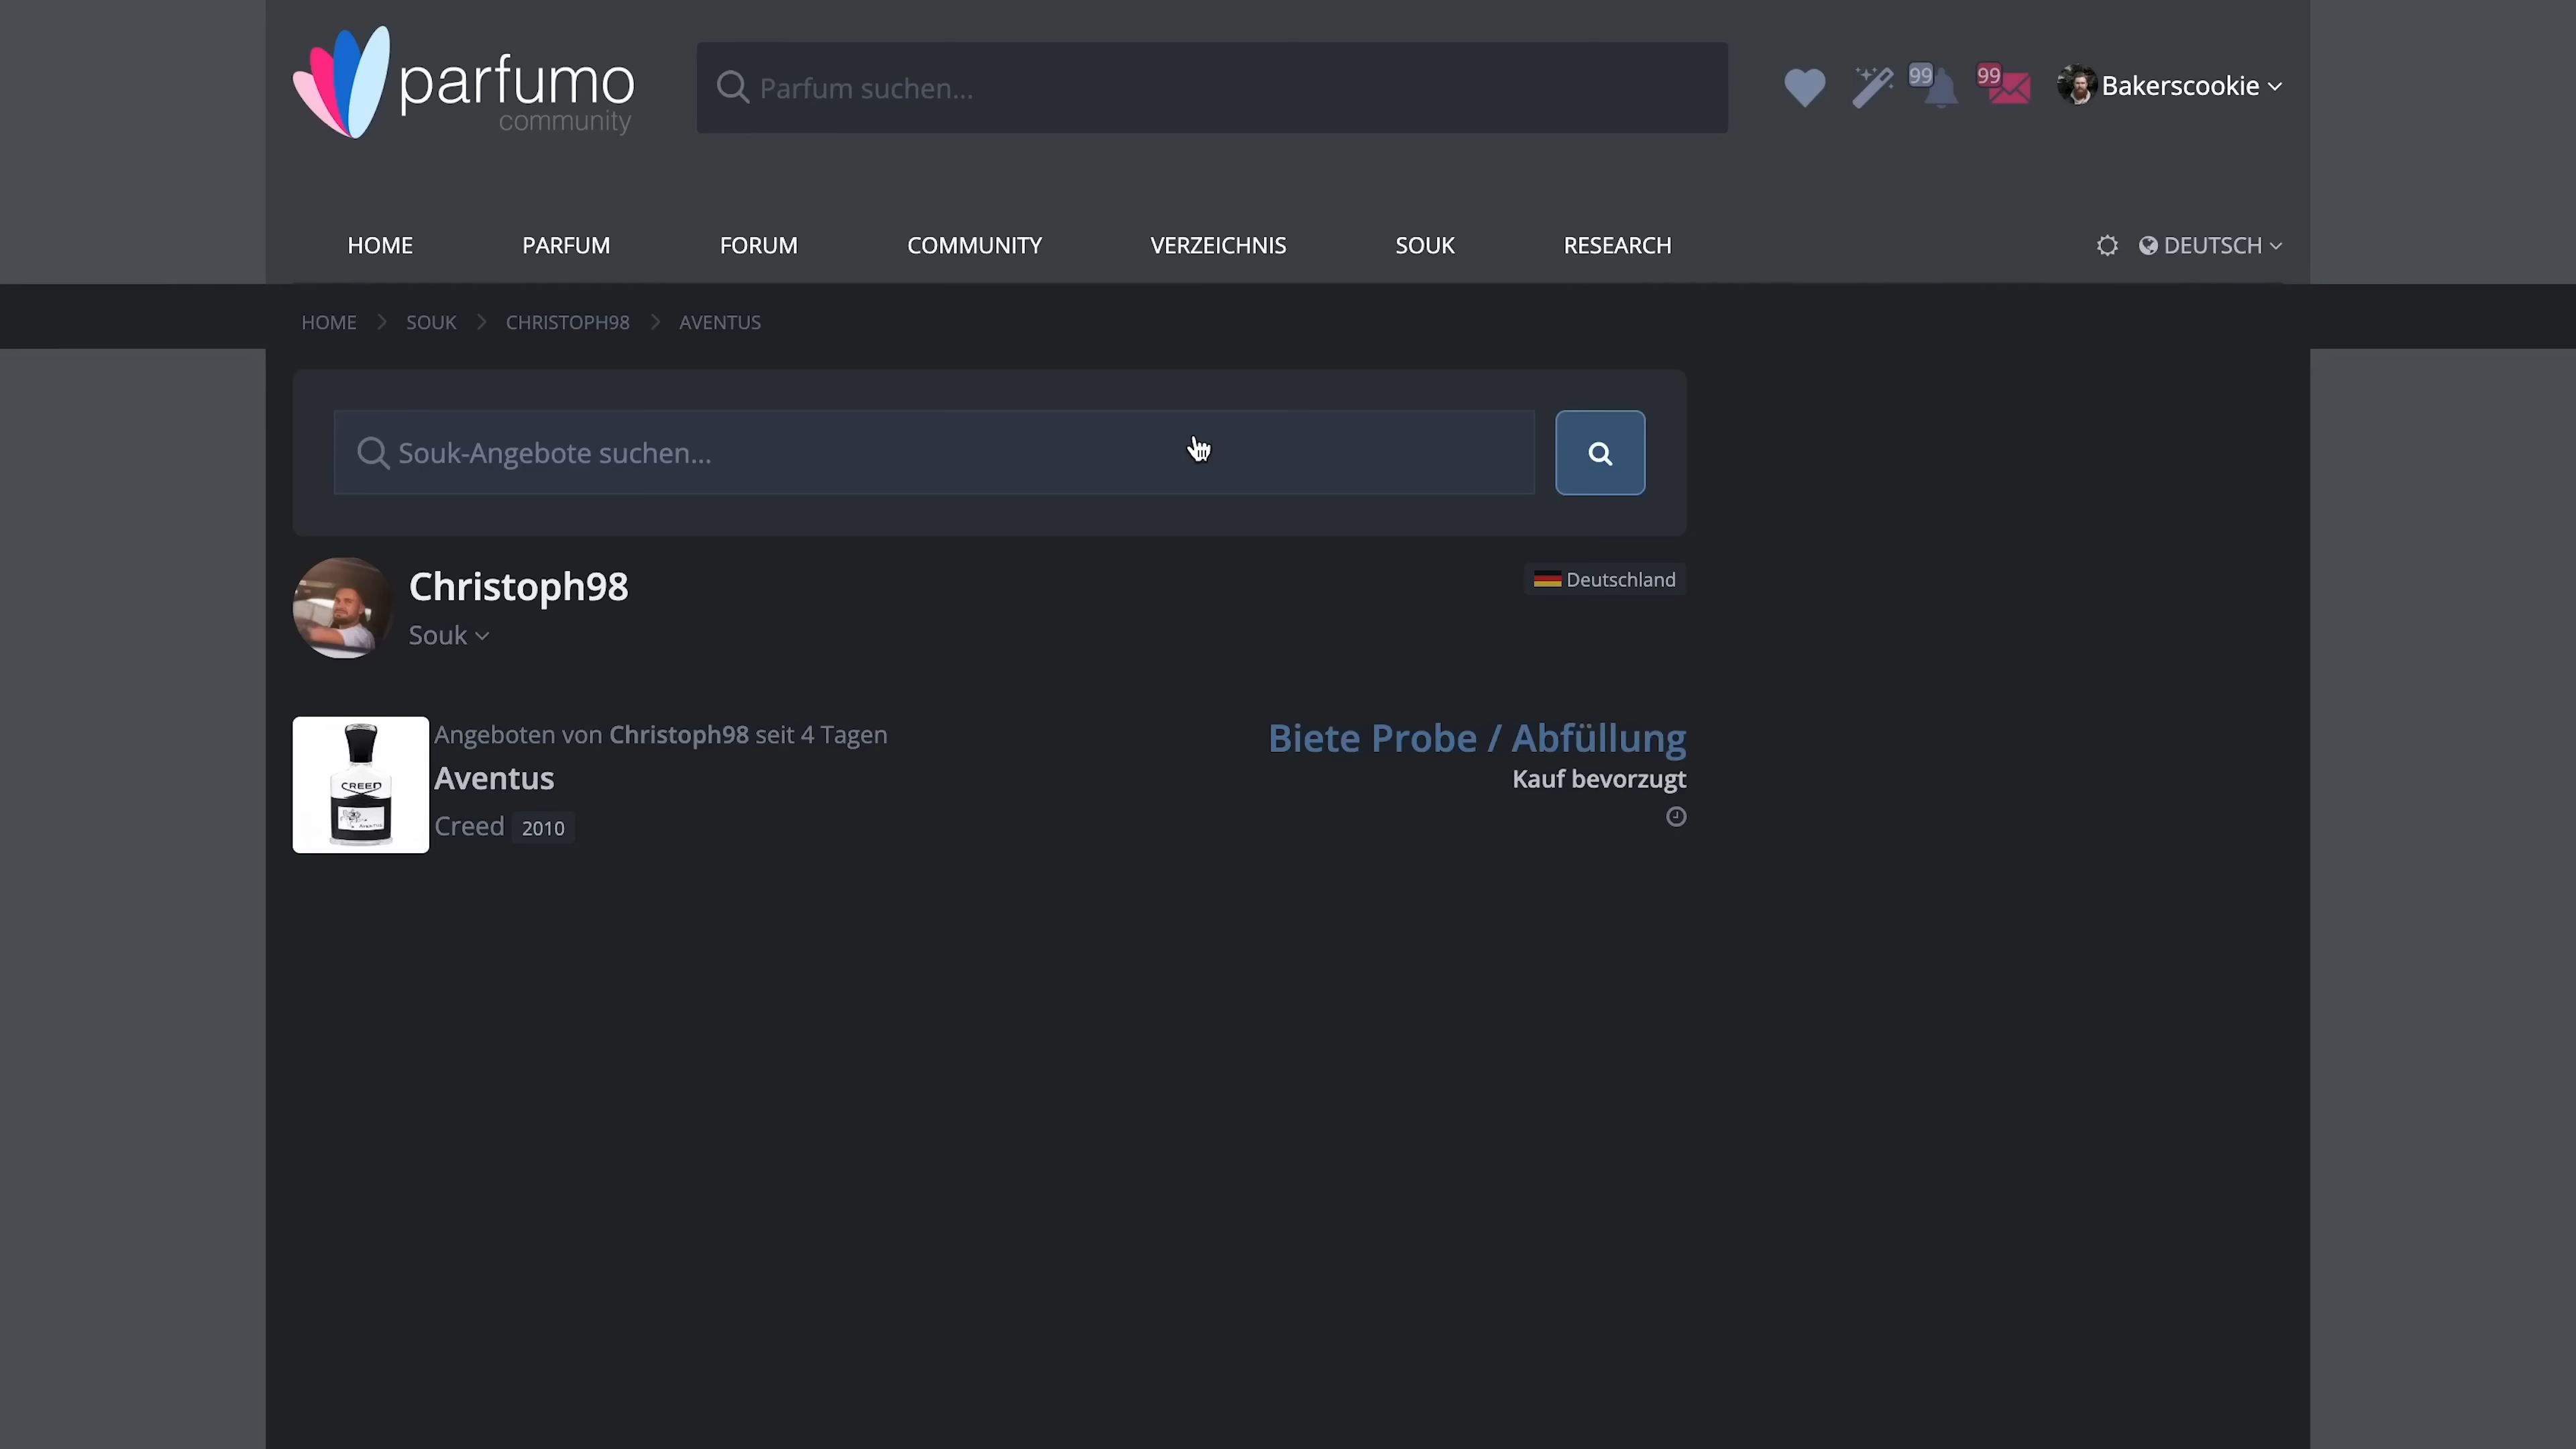 parfumo
community
Parfum suchen...
99
99
Bakerscookie
HOME
PARFUM
FORUM
COMMUNITY
VERZEICHNIS
SOUK
RESEARCH
DEUTSCH
HOME
SOUK
CHRISTOPH98
AVENTUS
Souk-Angebote suchen...
Christoph98
Deutschland
Souk
Angeboten von Christoph98 seit 4 Tagen
Aventus
Creed 2010
CREED
Biete Probe / Abfüllung
Kauf bevorzugt